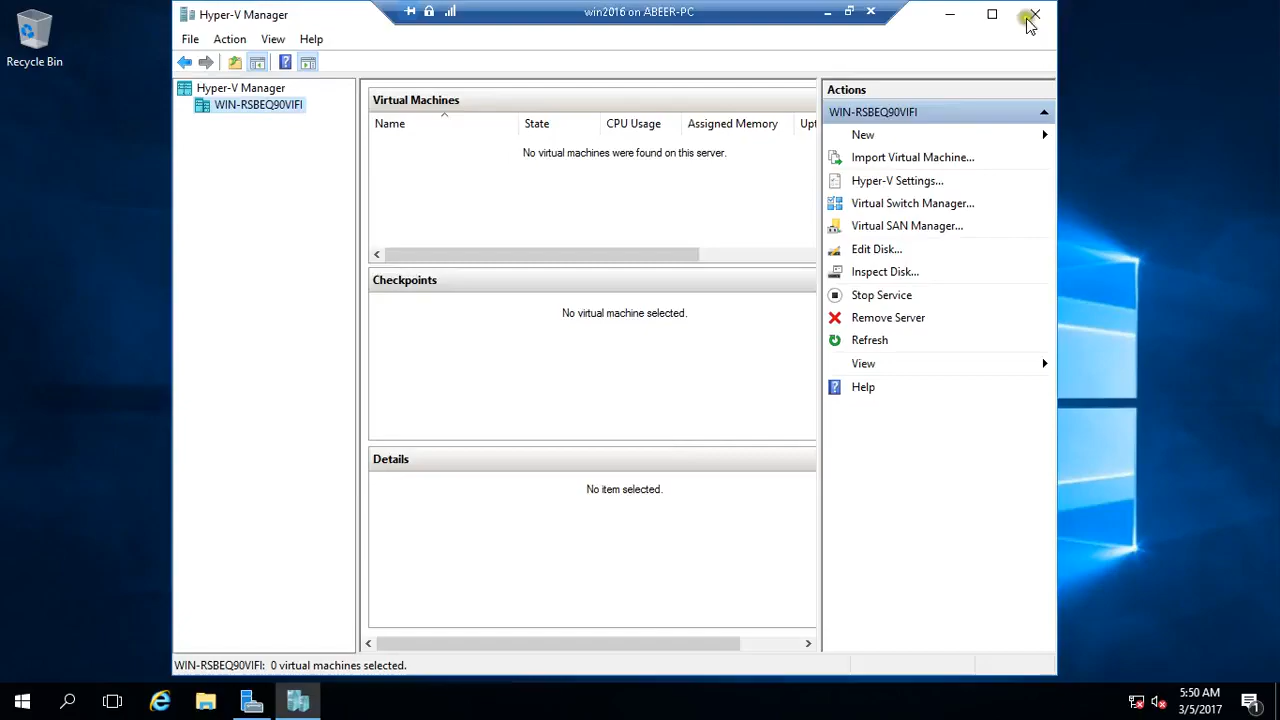 Recycle Bin
Hyper-V Manager
win2016 on ABEER-PC
File Action View Help
Hyper-V Manager
WIN-RSBEQ90VIFI
Virtual Machines
Name State CPU Usage Assigned Memory Upt
No virtual machines were found on this server.
Checkpoints
No virtual machine selected.
Details
No item selected.
Actions
WIN-RSBEQ90VIFI
New
Import Virtual Machine...
Hyper-V Settings...
Virtual Switch Manager...
Virtual SAN Manager...
Edit Disk...
Inspect Disk...
Stop Service
Remove Server
Refresh
View
Help
WIN-RSBEQ90VIFI: 0 virtual machines selected.
5:50 AM
3/5/2017
1